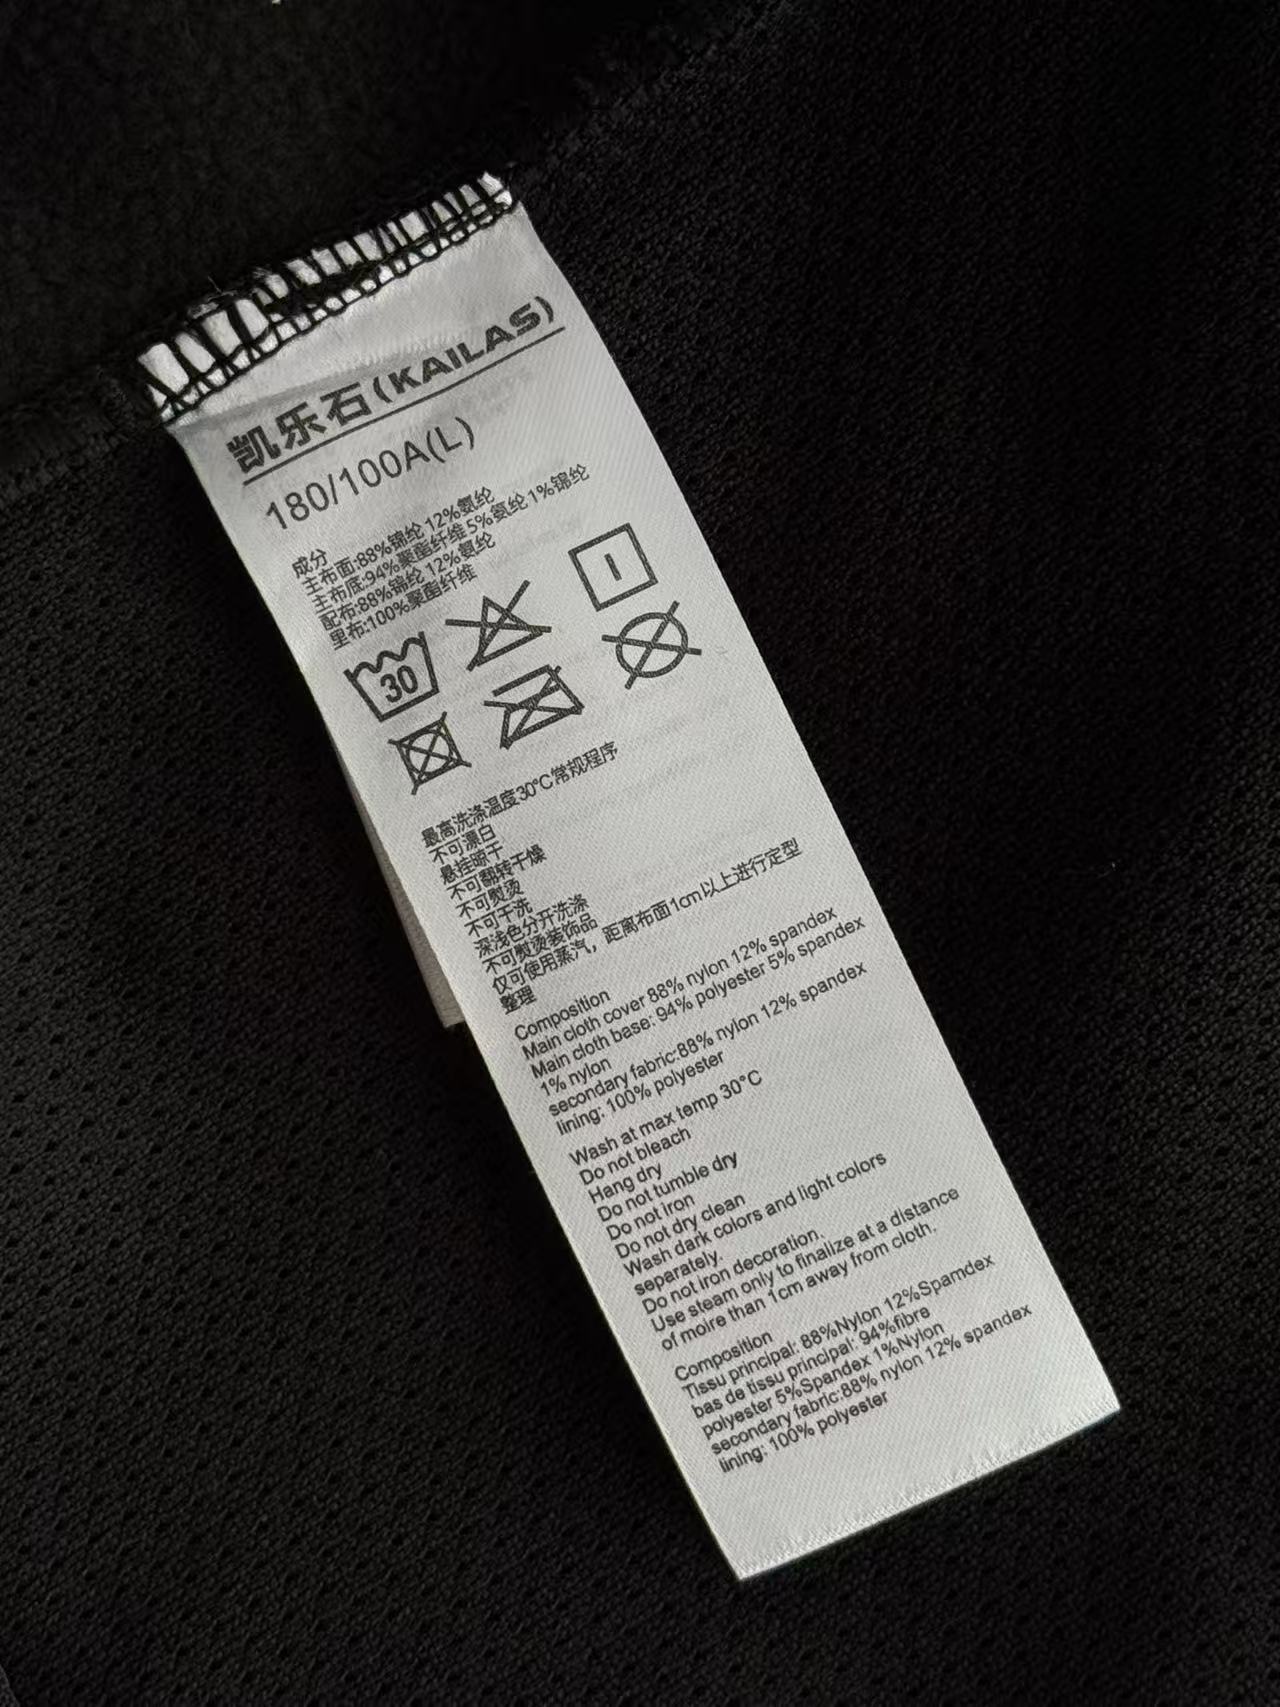 凯乐石(KAILAS)
180/100A(L)
成分
主布面:88%锦纶 12%氨纶
主布底:94%聚酯纤维 5%氨纶 1%锦纶
配布:88%锦纶 12%氨纶
里布:100%聚酯纤维
30
最高洗涤温度30°C常规程序
不可漂白
悬挂晾干
不可翻转干燥
不可熨烫
不可干洗
深浅色分开洗涤
不可熨烫装饰品
仅可使用蒸汽，距离布面1cm以上进行定型
整理
Composition
Main cloth cover 88% nylon 12% spandex
Main cloth base: 94% polyester 5% spandex
1% nylon
secondary fabric:88% nylon 12% spandex
lining: 100% polyester
Wash at max temp 30°C
Do not bleach
Hang dry
Do not tumble dry
Do not iron
Do not dry clean
Wash dark colors and light colors
separately.
Do not iron decoration.
Use steam only to finalize at a distance
of moire than 1cm away from cloth.
Composition
Tissu principal: 88%Nylon 12%Spamdex
bas de tissu principal: 94%fibre
polyester 5%Spandex 1%Nylon
secondary fabric:88% nylon 12% spandex
lining: 100% polyester